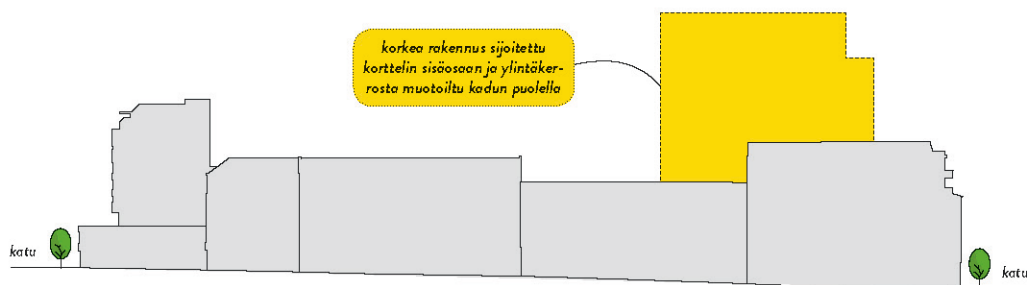 korkea rakennus sijoitettu
korttelin sisäosaan ja ylintäker-
rosta muotoiltu kadun puolella
katu
katu